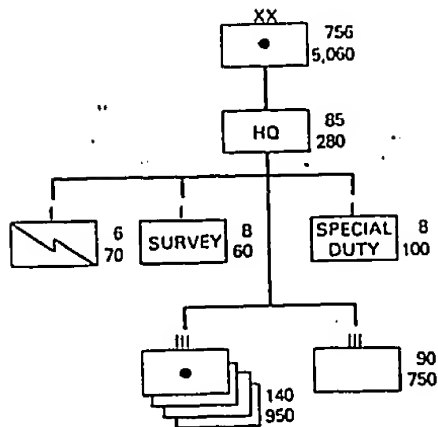 XX
756
5,060
HQ
85
280
I
I
I
6
70
SURVEY
8
60
SPECIAL
DUTY
8
100
III
III
140
950
90
750